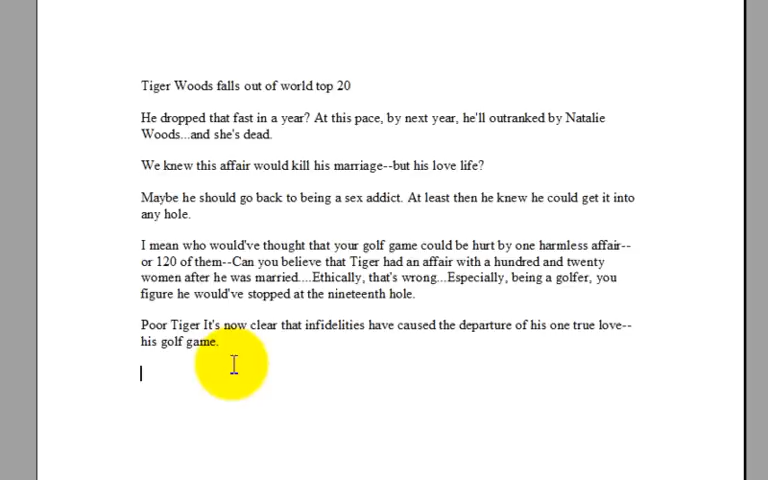 Tiger Woods falls out of world top 20
He dropped that fast in a year? At this pace, by next year, he'll outranked by Natalie
Woods...and she's dead.
We knew this affair would kill his marriage--but his love life?
Maybe he should go back to being a sex addict. At least then he knew he could get it into
any hole.
I mean who would've thought that your golf game could be hurt by one harmless affair--
or 120 of them--Can you believe that Tiger had an affair with a hundred and twenty
women after he was married....Ethically, that's wrong...Especially, being a golfer, you
figure he would've stopped at the nineteenth hole.
Poor Tiger It's now clear that infidelities have caused the departure of his one true love--
his golf game.